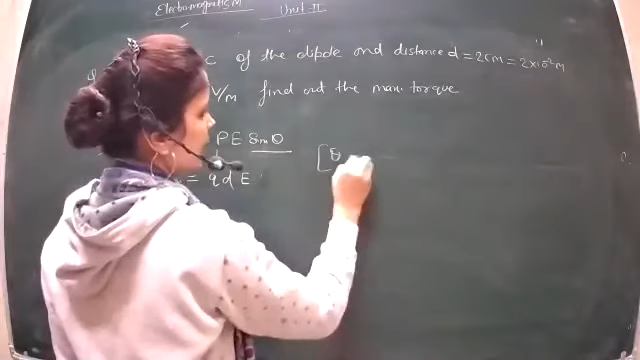 Electromagnetism Unit-II
C of the dipole and distance d = 2cm = 2×10⁻²m
V/m find out the max. torque
PE Sinθ
= qdE [θ